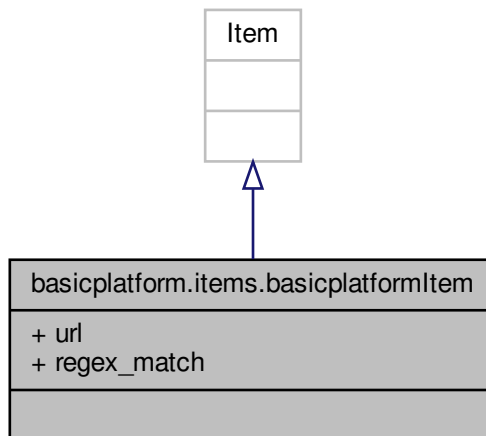 Item
basicplatform.items.basicplatformItem
+ url
+ regex_match